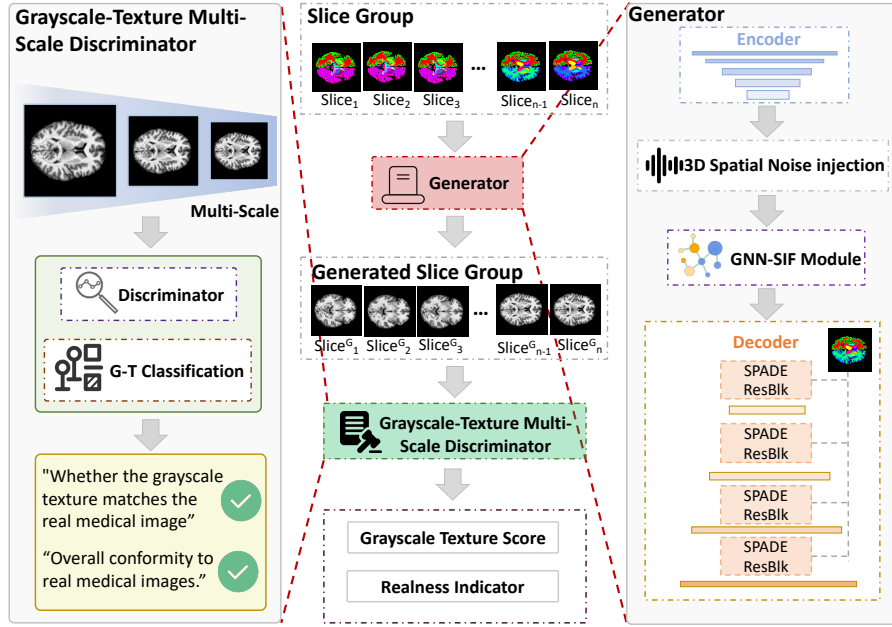 Grayscale-Texture Multi-
Scale Discriminator
Multi-Scale
Discriminator
G-T Classification
"Whether the grayscale
texture matches the
real medical image”
“Overall conformity to
real medical images.”
Slice Group
...
Slice1 Slice2 Slice3 Slicen-1 Slicen
Generator
Generated Slice Group
...
SliceG1 SliceG2 SliceG3 SliceGn-1 SliceGn
Grayscale-Texture Multi-
Scale Discriminator
Grayscale Texture Score
Realness Indicator
Generator
Encoder
3D Spatial Noise injection
GNN-SIF Module
Decoder
SPADE
ResBlk
SPADE
ResBlk
SPADE
ResBlk
SPADE
ResBlk